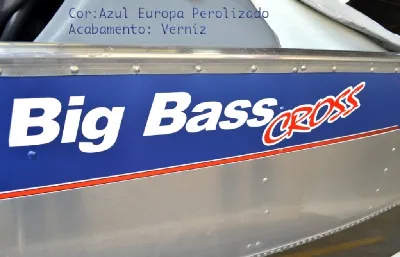 Cor:Azul Europa Perolizado
Acabamento: Verniz
Big Bass CROSS